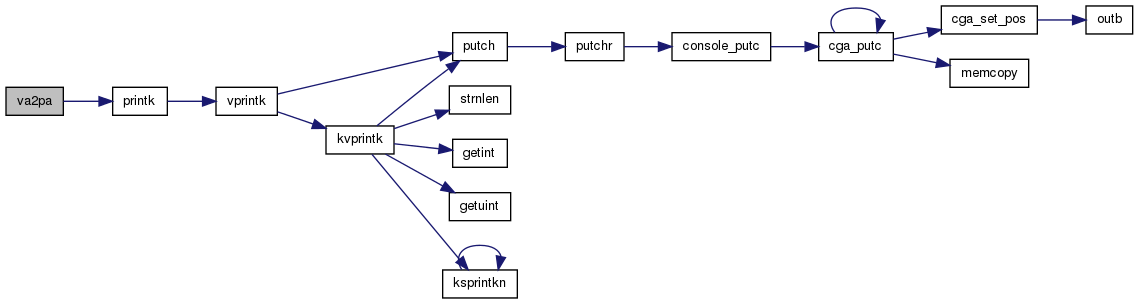 va2pa
printk
vprintk
kvprintk
putch
strnlen
getint
getuint
ksprintkn
putchr
console_putc
cga_putc
cga_set_pos
memcopy
outb